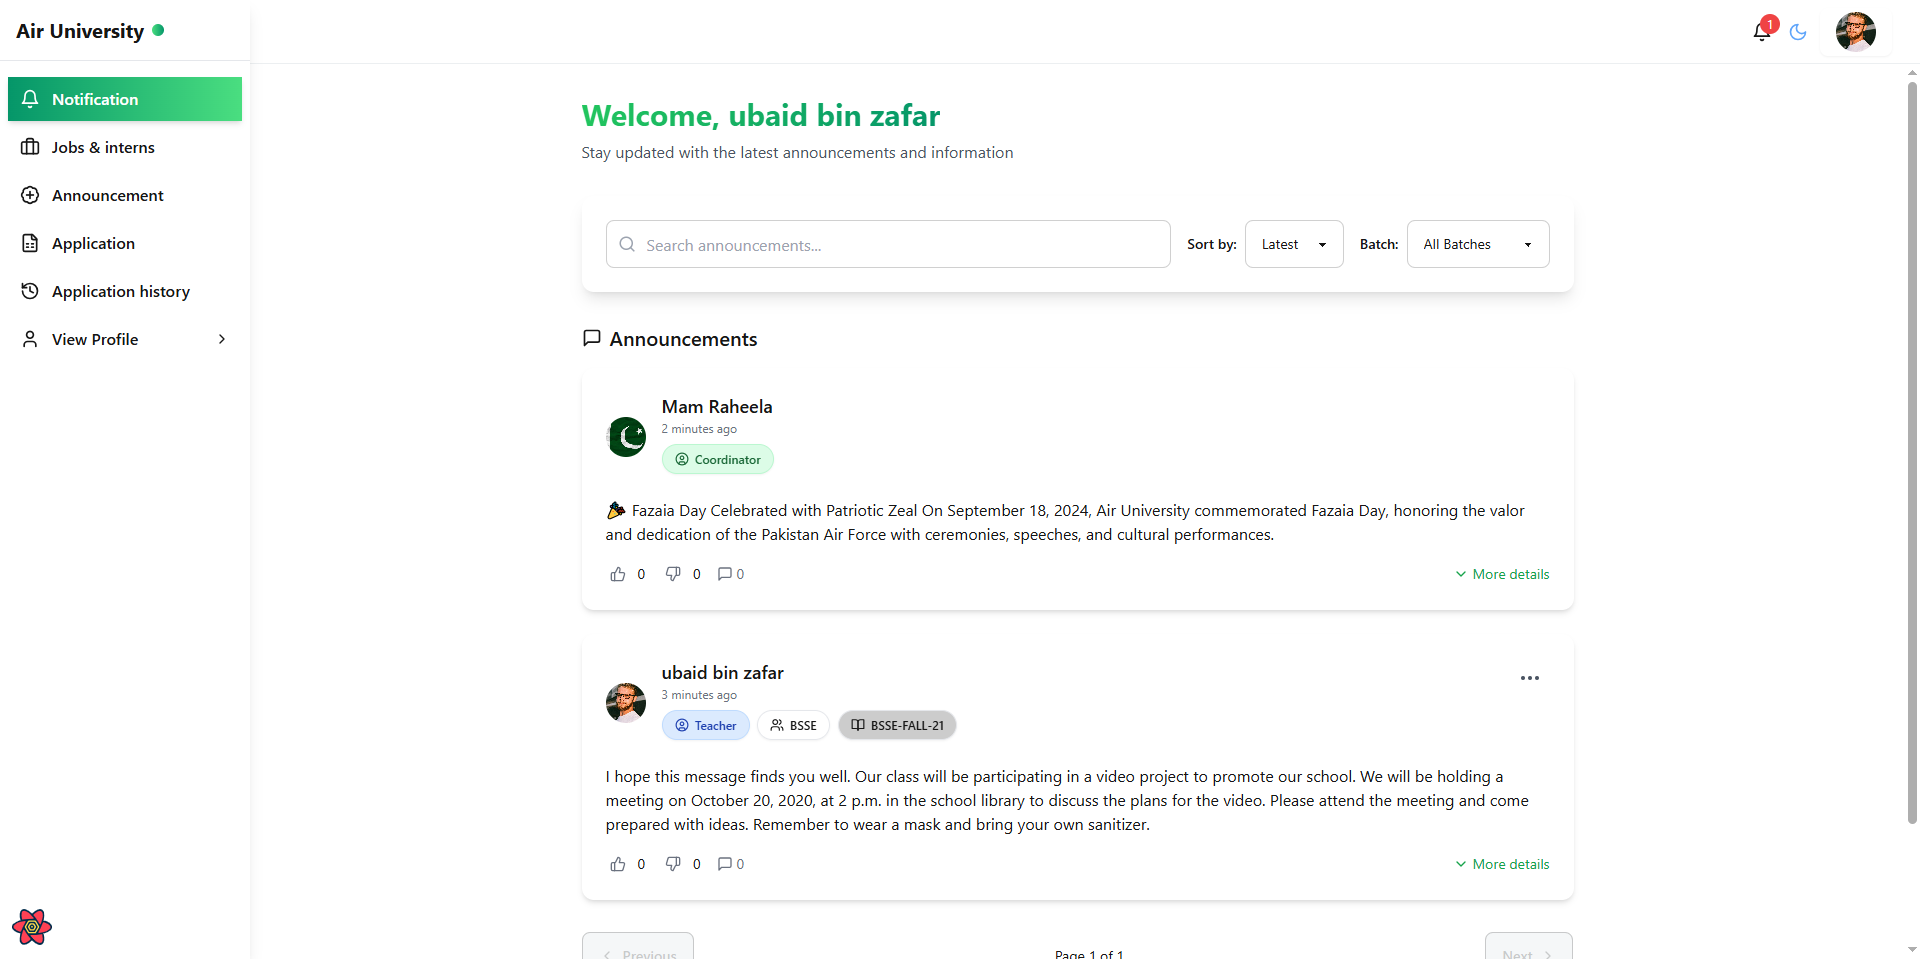 Air University
1
Notification
Jobs & interns
Announcement
Application
Application history
View Profile
Welcome, ubaid bin zafar
Stay updated with the latest announcements and information
Search announcements...
Sort by:
Latest
Batch:
All Batches
Announcements
Mam Raheela
2 minutes ago
Coordinator
🎉 Fazaia Day Celebrated with Patriotic Zeal On September 18, 2024, Air University commemorated Fazaia Day, honoring the valor
and dedication of the Pakistan Air Force with ceremonies, speeches, and cultural performances.
0 0 0
More details
ubaid bin zafar
3 minutes ago
Teacher
BSSE
BSSE-FALL-21
I hope this message finds you well. Our class will be participating in a video project to promote our school. We will be holding a
meeting on October 20, 2020, at 2 p.m. in the school library to discuss the plans for the video. Please attend the meeting and come
prepared with ideas. Remember to wear a mask and bring your own sanitizer.
0 0 0
More details
Previous
Page 1 of 1
Next